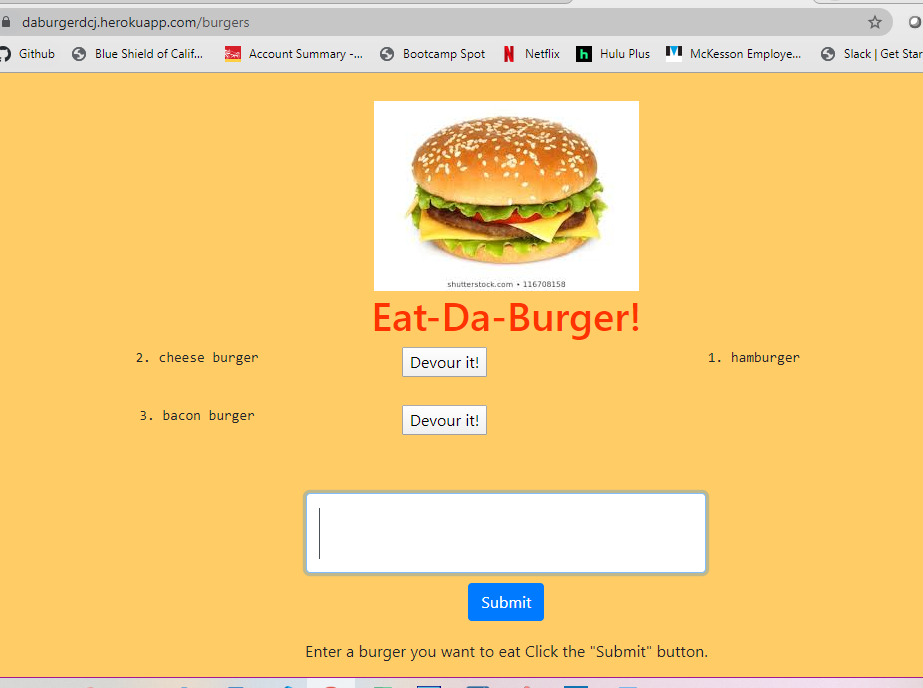 daburgerdcj.herokuapp.com/burgers
Github Blue Shield of Calif... Account Summary -... Bootcamp Spot Netflix Hulu Plus McKesson Employe... Slack | Get Star
shutterstock.com • 116708158
Eat-Da-Burger!
2. cheese burger Devour it! 1. hamburger
3. bacon burger Devour it!
Submit
Enter a burger you want to eat Click the "Submit" button.